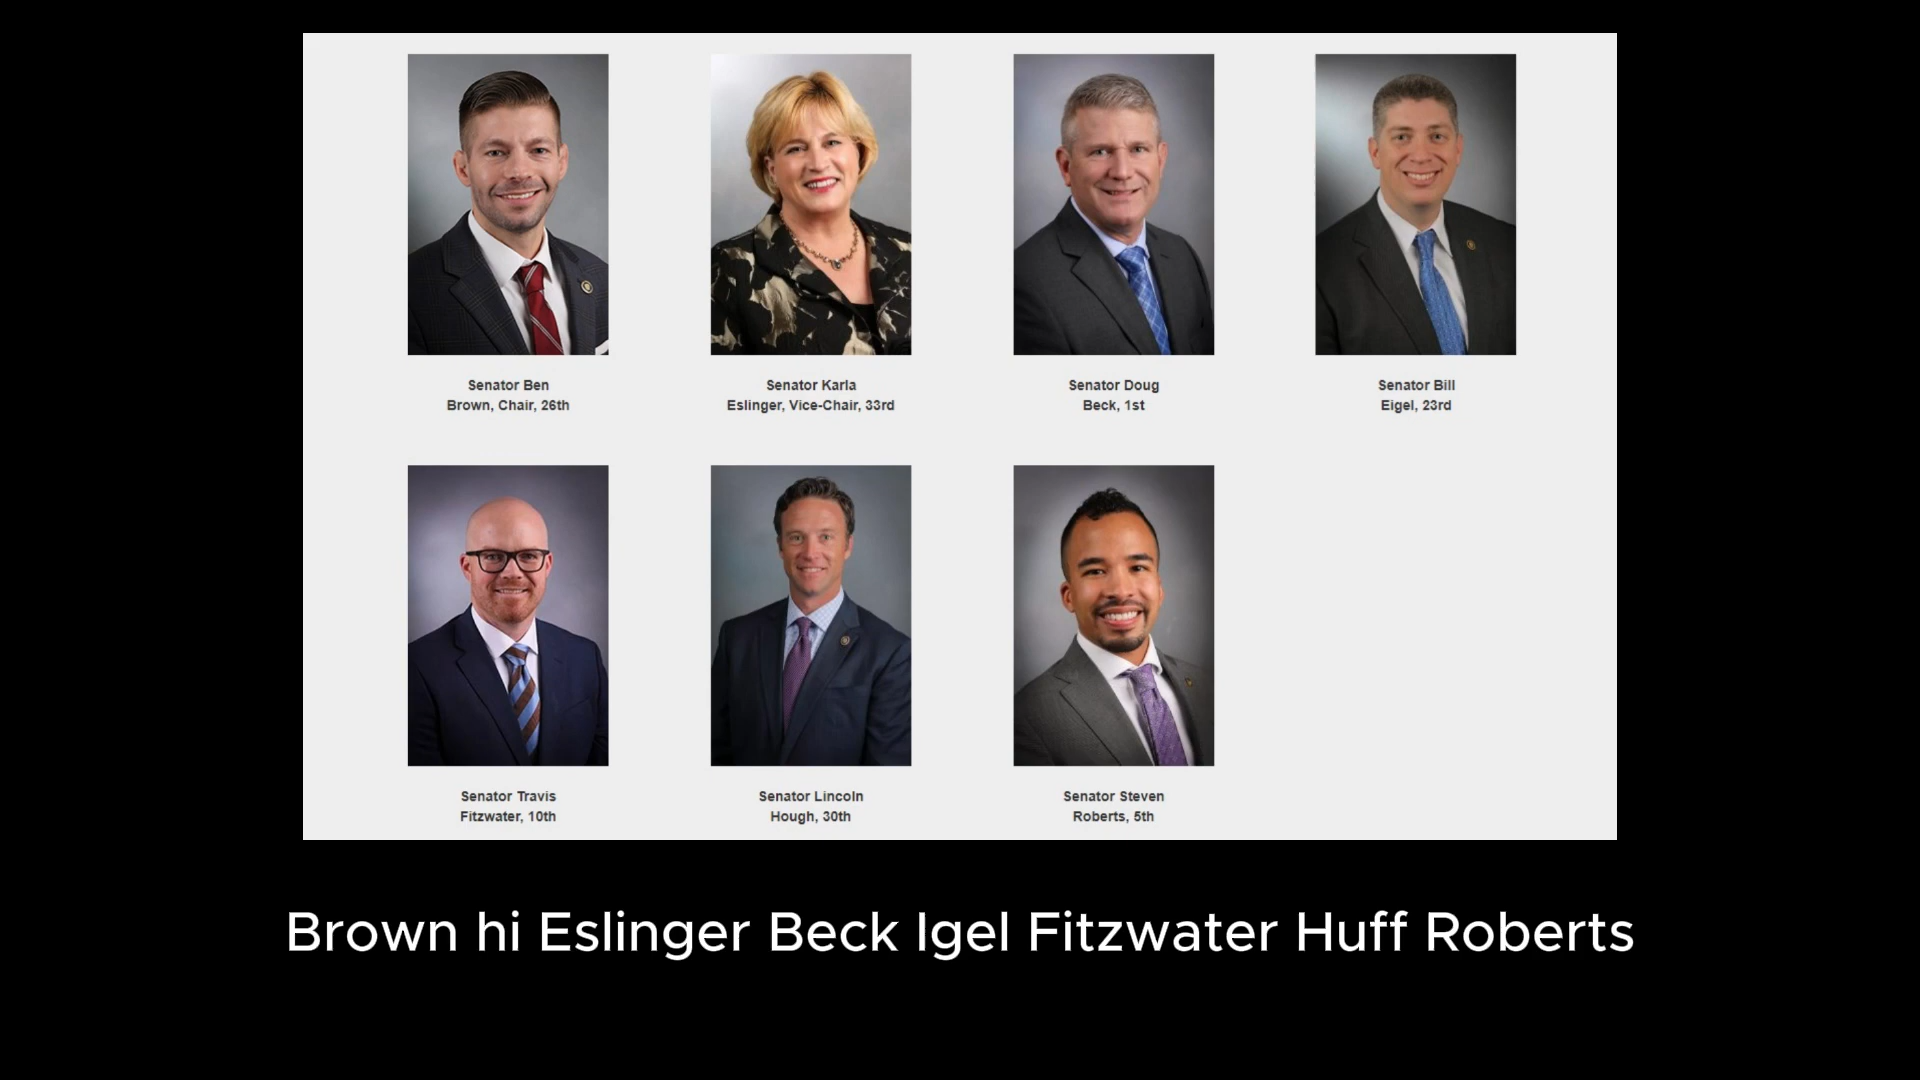 Senator Ben
Brown, Chair, 26th
Senator Karla
Eslinger, Vice-Chair, 33rd
Senator Doug
Beck, 1st
Senator Bill
Eigel, 23rd
Senator Travis
Fitzwater, 10th
Senator Lincoln
Hough, 30th
Senator Steven
Roberts, 5th
Brown hi Eslinger Beck Igel Fitzwater Huff Roberts